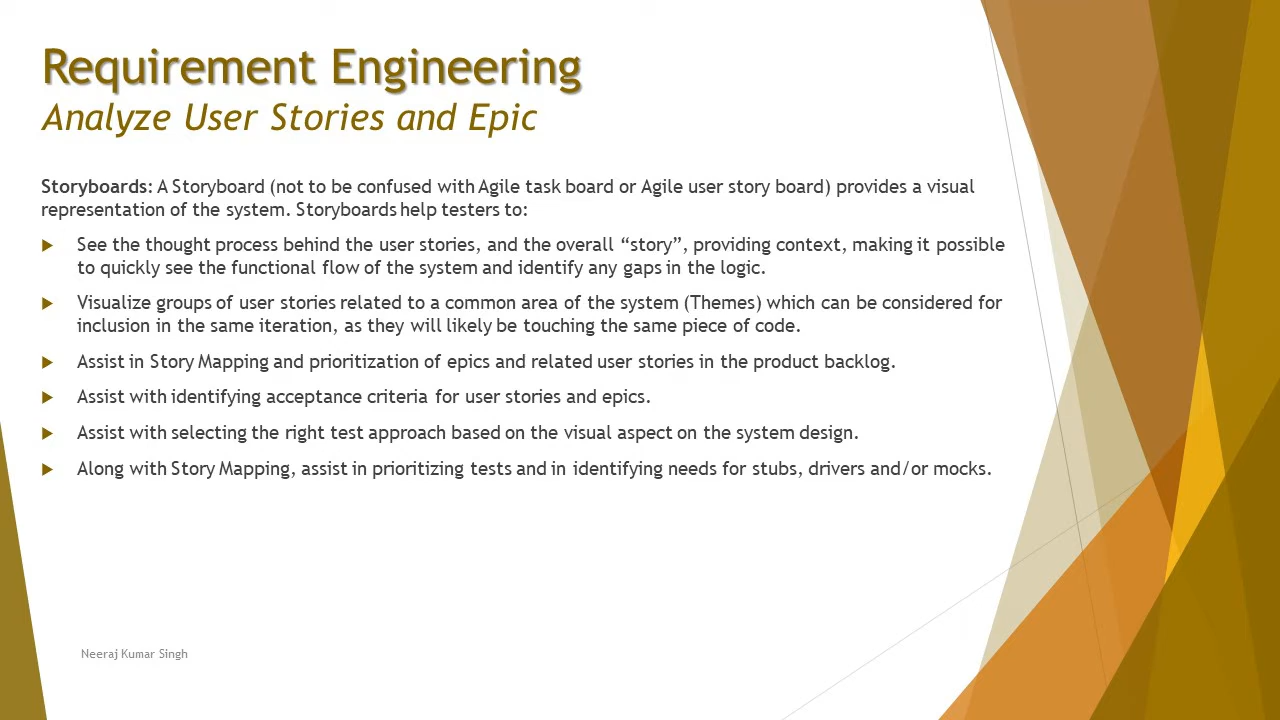 Requirement Engineering
Analyze User Stories and Epic
Storyboards: A Storyboard (not to be confused with Agile task board or Agile user story board) provides a visual
representation of the system. Storyboards help testers to:
See the thought process behind the user stories, and the overall “story”, providing context, making it possible
to quickly see the functional flow of the system and identify any gaps in the logic.
Visualize groups of user stories related to a common area of the system (Themes) which can be considered for
inclusion in the same iteration, as they will likely be touching the same piece of code.
Assist in Story Mapping and prioritization of epics and related user stories in the product backlog.
Assist with identifying acceptance criteria for user stories and epics.
Assist with selecting the right test approach based on the visual aspect on the system design.
Along with Story Mapping, assist in prioritizing tests and in identifying needs for stubs, drivers and/or mocks.
Neeraj Kumar Singh